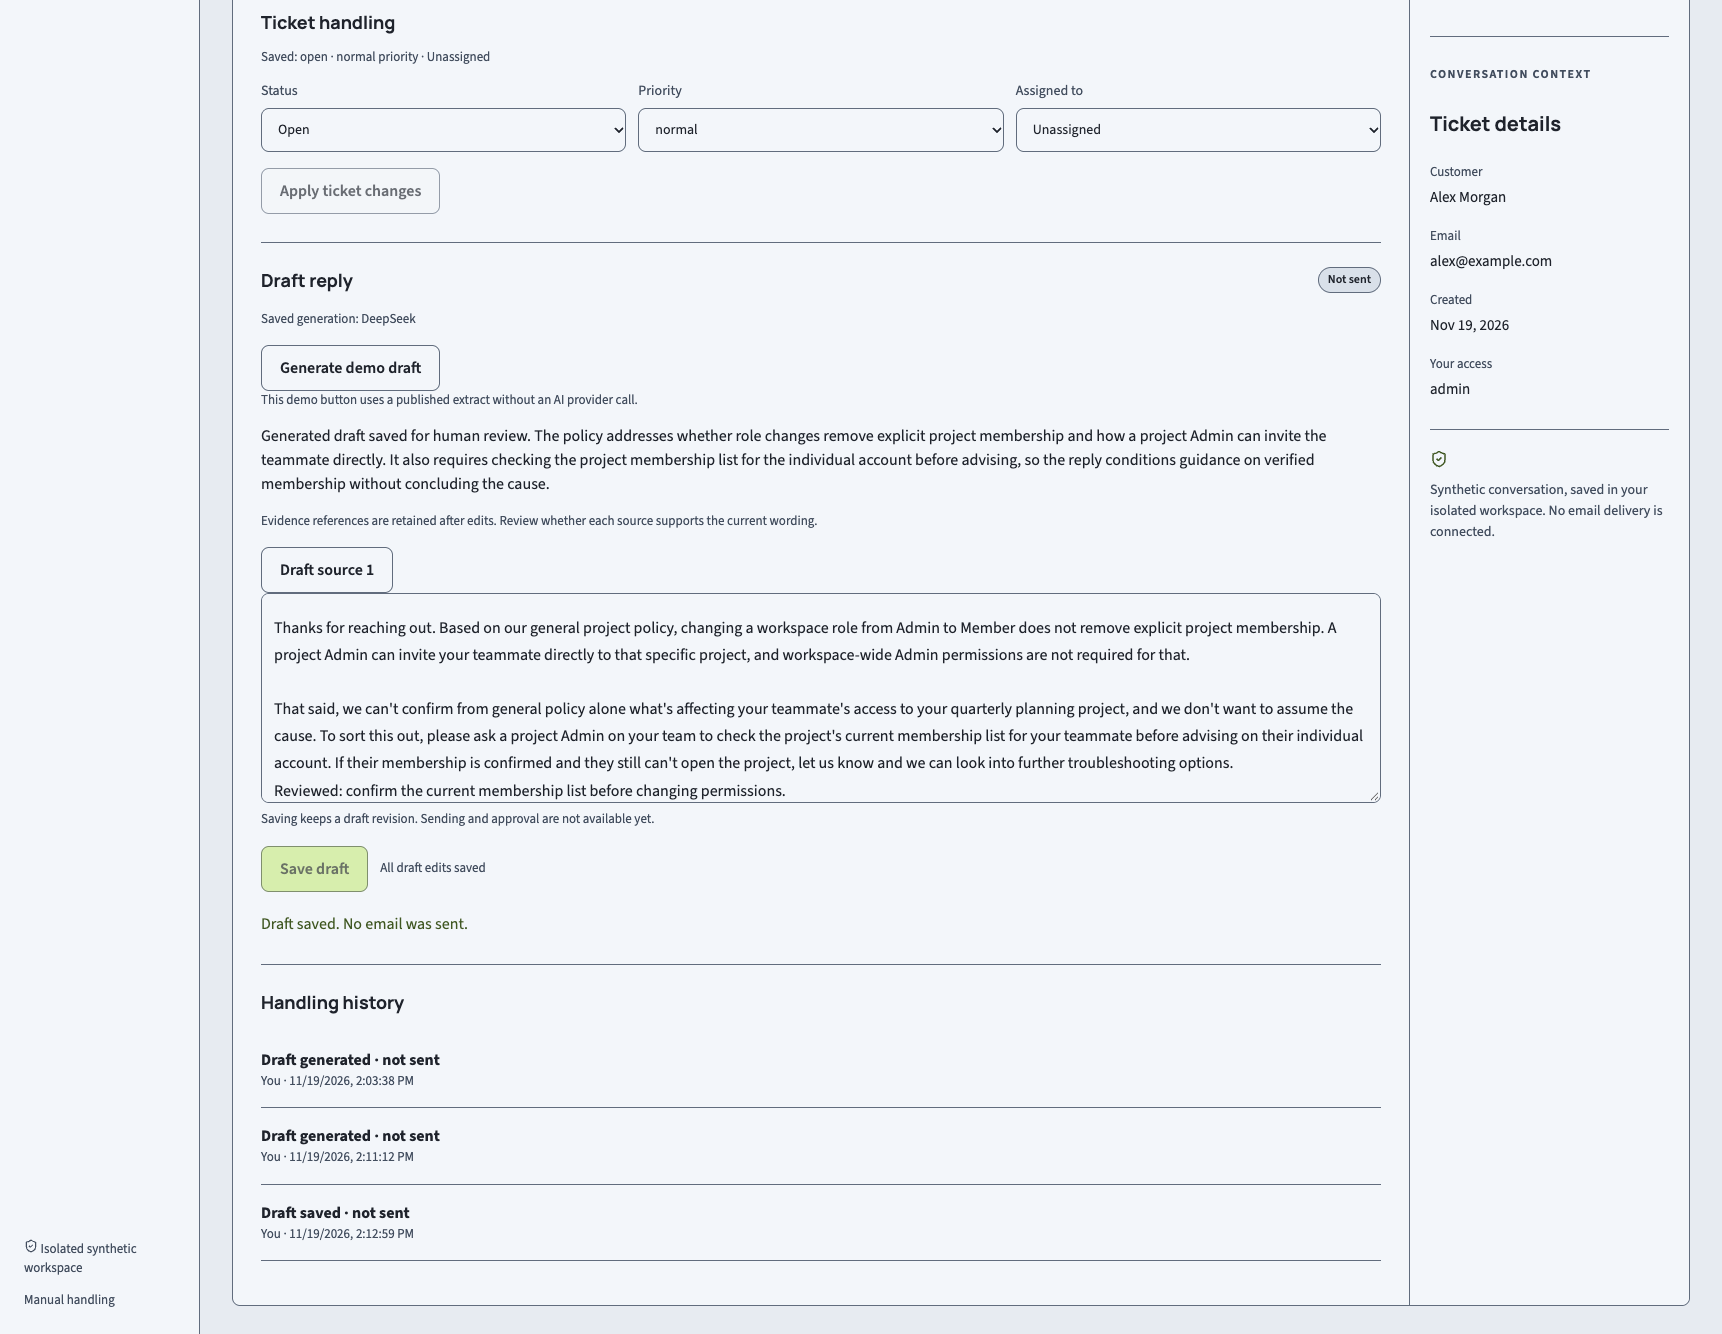 Ticket handling
Saved: open · normal priority · Unassigned
Status
Priority
Assigned to
Open
normal
Unassigned
Apply ticket changes
Draft reply
Not sent
Saved generation: DeepSeek
Generate demo draft
This demo button uses a published extract without an AI provider call.
Generated draft saved for human review. The policy addresses whether role changes remove explicit project membership and how a project Admin can invite the
teammate directly. It also requires checking the project membership list for the individual account before advising, so the reply conditions guidance on verified
membership without concluding the cause.
Evidence references are retained after edits. Review whether each source supports the current wording.
Draft source 1
Thanks for reaching out. Based on our general project policy, changing a workspace role from Admin to Member does not remove explicit project membership. A
project Admin can invite your teammate directly to that specific project, and workspace-wide Admin permissions are not required for that.
That said, we can't confirm from general policy alone what's affecting your teammate's access to your quarterly planning project, and we don't want to assume the
cause. To sort this out, please ask a project Admin on your team to check the project's current membership list for your teammate before advising on their individual
account. If their membership is confirmed and they still can't open the project, let us know and we can look into further troubleshooting options.
Reviewed: confirm the current membership list before changing permissions.
Saving keeps a draft revision. Sending and approval are not available yet.
Save draft
All draft edits saved
Draft saved. No email was sent.
Handling history
Draft generated · not sent
You · 11/19/2026, 2:03:38 PM
Draft generated · not sent
You · 11/19/2026, 2:11:12 PM
Draft saved · not sent
You · 11/19/2026, 2:12:59 PM
CONVERSATION CONTEXT
Ticket details
Customer
Alex Morgan
Email
alex@example.com
Created
Nov 19, 2026
Your access
admin
Synthetic conversation, saved in your
isolated workspace. No email delivery is
connected.
Isolated synthetic
workspace
Manual handling